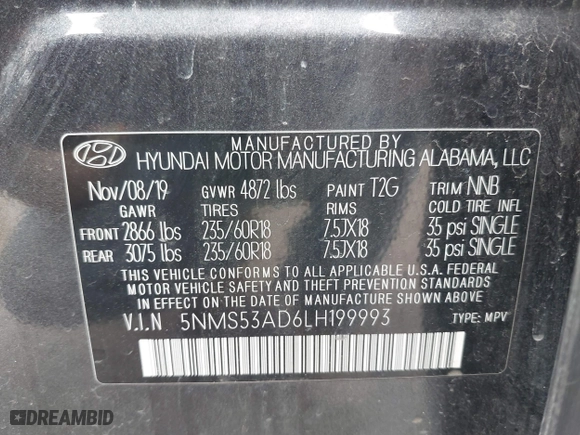 MANUFACTURED BY
HYUNDAI MOTOR MANUFACTURING ALABAMA, LLC
Nov/08/19 GVWR 4872 lbs PAINT T2G TRIM NNB
GAWR TIRES RIMS COLD TIRE INFL
FRONT 2866 lbs 235/60R18 7.5JX18 35 psi SINGLE
REAR 3075 lbs 235/60R18 7.5JX18 35 psi SINGLE
THIS VEHICLE CONFORMS TO ALL APPLICABLE U.S.A. FEDERAL
MOTOR VEHICLE SAFETY AND THEFT PREVENTION STANDARDS
IN EFFECT ON THE DATE OF MANUFACTURE SHOWN ABOVE.
V.I.N 5NMS53AD6LH199993
TYPE: MPV
DREAMBID